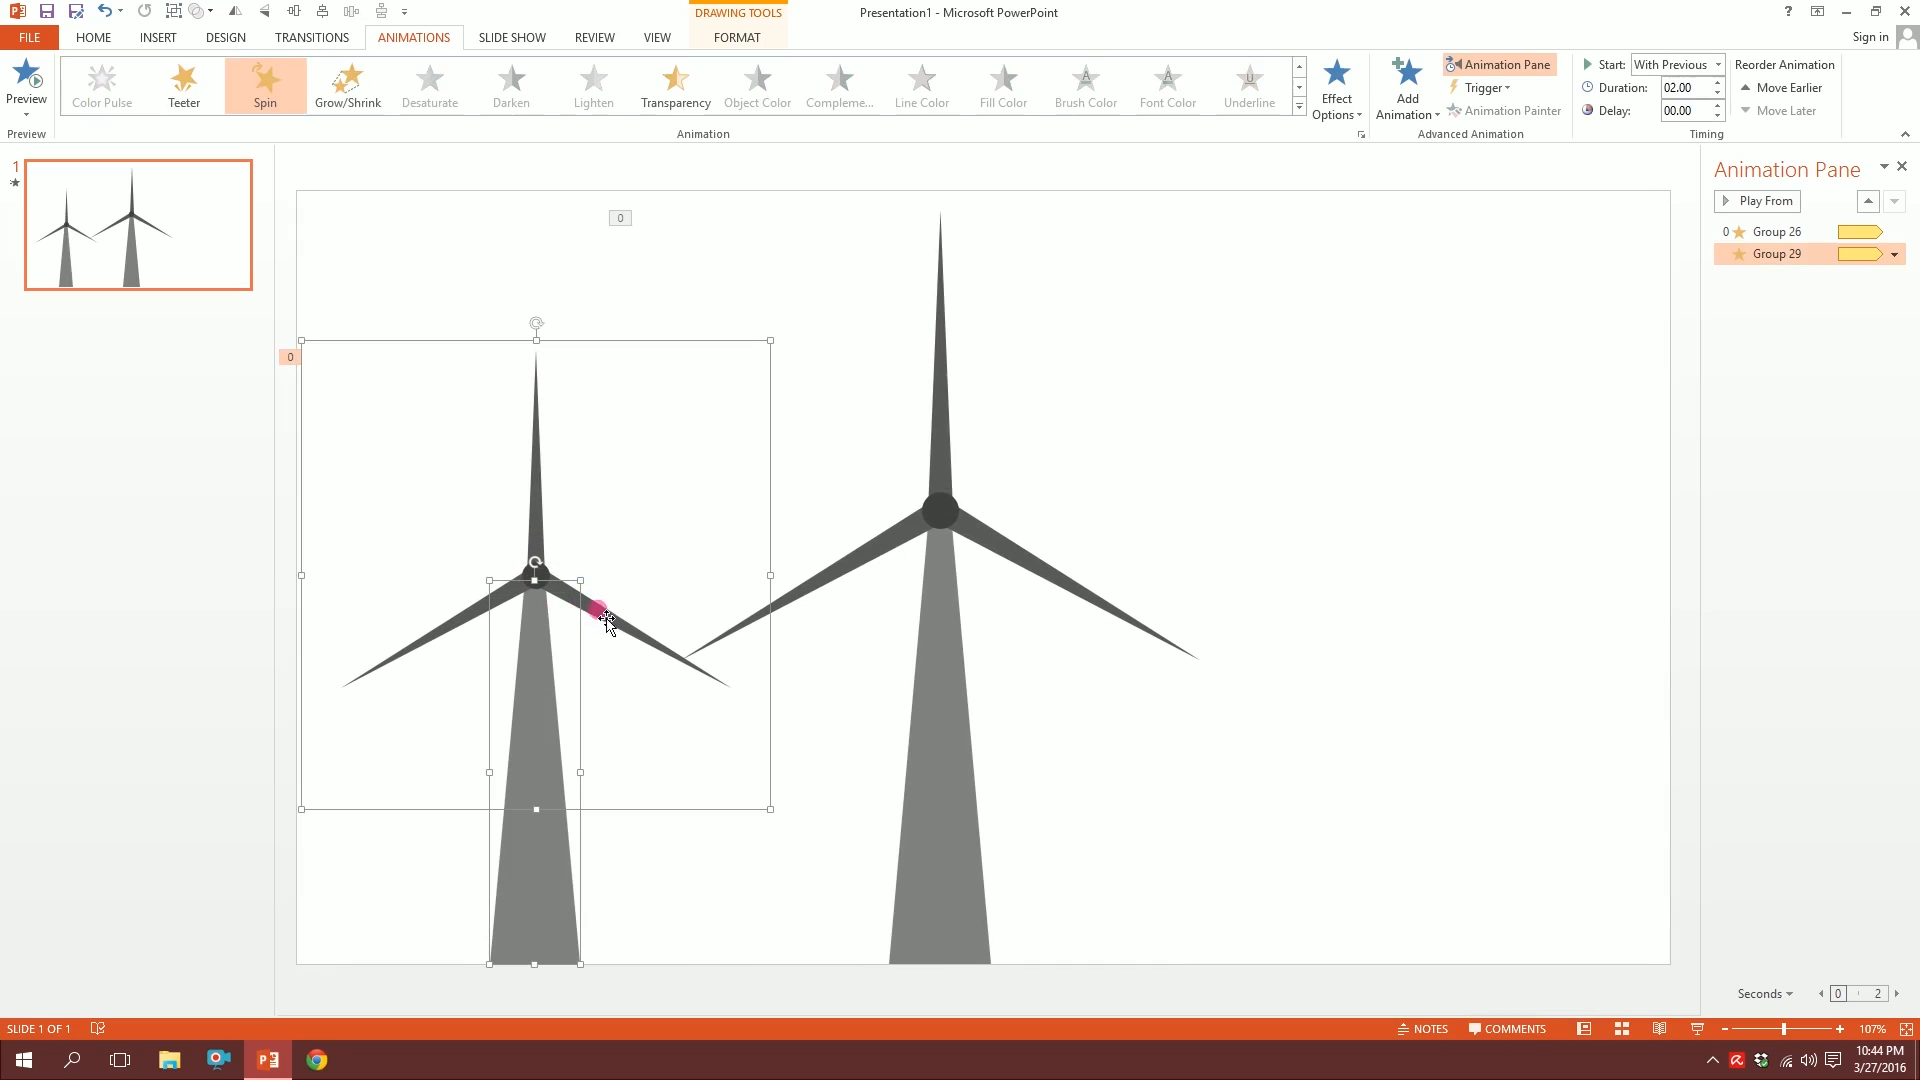 DRAWING TOOLS
Presentation1 - Microsoft PowerPoint
?
FILE
HOME
INSERT
DESIGN
TRANSITIONS
ANIMATIONS
SLIDE SHOW
REVIEW
VIEW
FORMAT
Sign in
Preview
Color Pulse
Teeter
Spin
Grow/Shrink
Desaturate
Darken
Lighten
Transparency
Object Color
Compleme...
Line Color
Fill Color
Brush Color
Font Color
Underline
Effect
Options
Add
Animation
Animation Pane
Trigger
Animation Painter
Start: With Previous
Duration: 02.00
Delay: 00.00
Reorder Animation
Move Earlier
Move Later
Preview
Animation
Advanced Animation
Timing
1
0
0
Animation Pane
Play From
0 Group 26
Group 29
Seconds
0
2
SLIDE 1 OF 1
NOTES
COMMENTS
107%
10:44 PM
3/27/2016